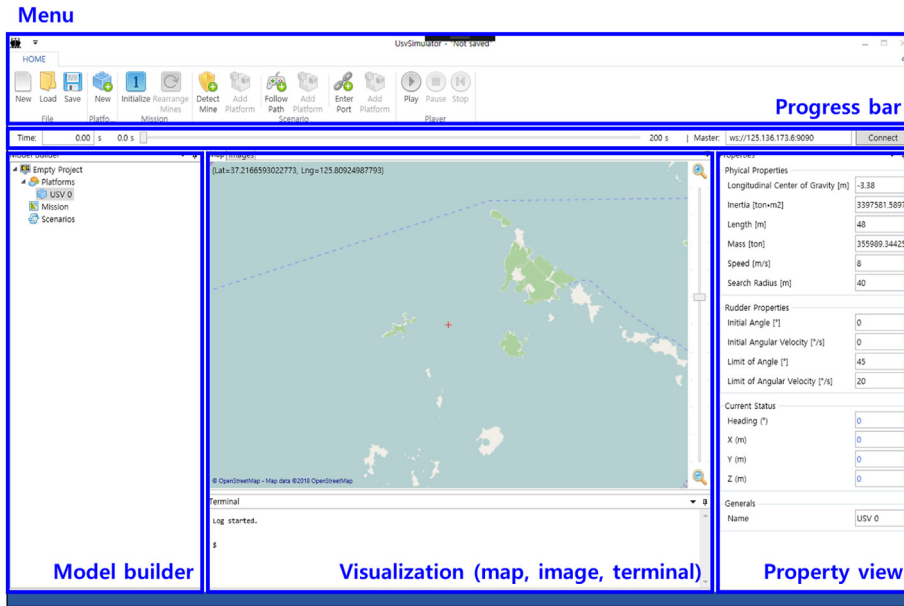 Menu
UsvSimulator - *Not saved
HOME
New Load Save New Initialize Rearrange Mines Detect Mine Add Platform Follow Path Add Platform Enter Port Add Platform Play Pause Stop
File Platfo... Mission Scenario Player
Progress bar
Time: 0.00 s 0.0 s 200 s | Master: ws://125.136.173.6:9090 Connect
Model Builder
Map Images
Properties
Empty Project
Platforms
USV 0
Mission
Scenarios
{Lat=37.2166593022773, Lng=125.80924987793}
© OpenStreetMap - Map data ©2018 OpenStreetMap
Terminal
Log started.
$
Phyical Properties
Longitudinal Center of Gravity [m] -3.38
Inertia [ton•m2] 3397581.5897
Length [m] 48
Mass [ton] 355989.34425
Speed [m/s] 8
Search Radius [m] 40
Rudder Properties
Initial Angle [°] 0
Initial Angular Velocity [°/s] 0
Limit of Angle [°] 45
Limit of Angular Velocity [°/s] 20
Current Status
Heading (°) 0
X (m) 0
Y (m) 0
Z (m) 0
Generals
Name USV 0
Model builder
Visualization (map, image, terminal)
Property view